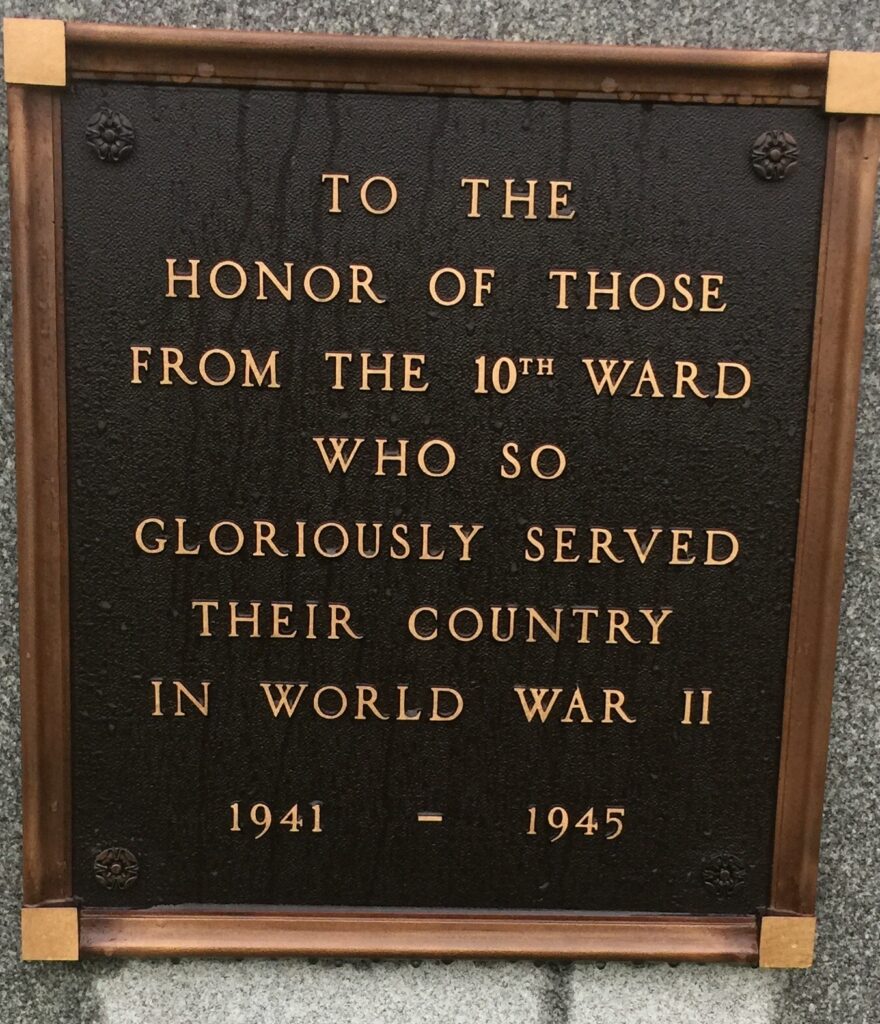 TO THE
HONOR OF THOSE
FROM THE 10TH WARD
WHO SO
GLORIOUSLY SERVED
THEIR COUNTRY
IN WORLD WAR II
1941 – 1945